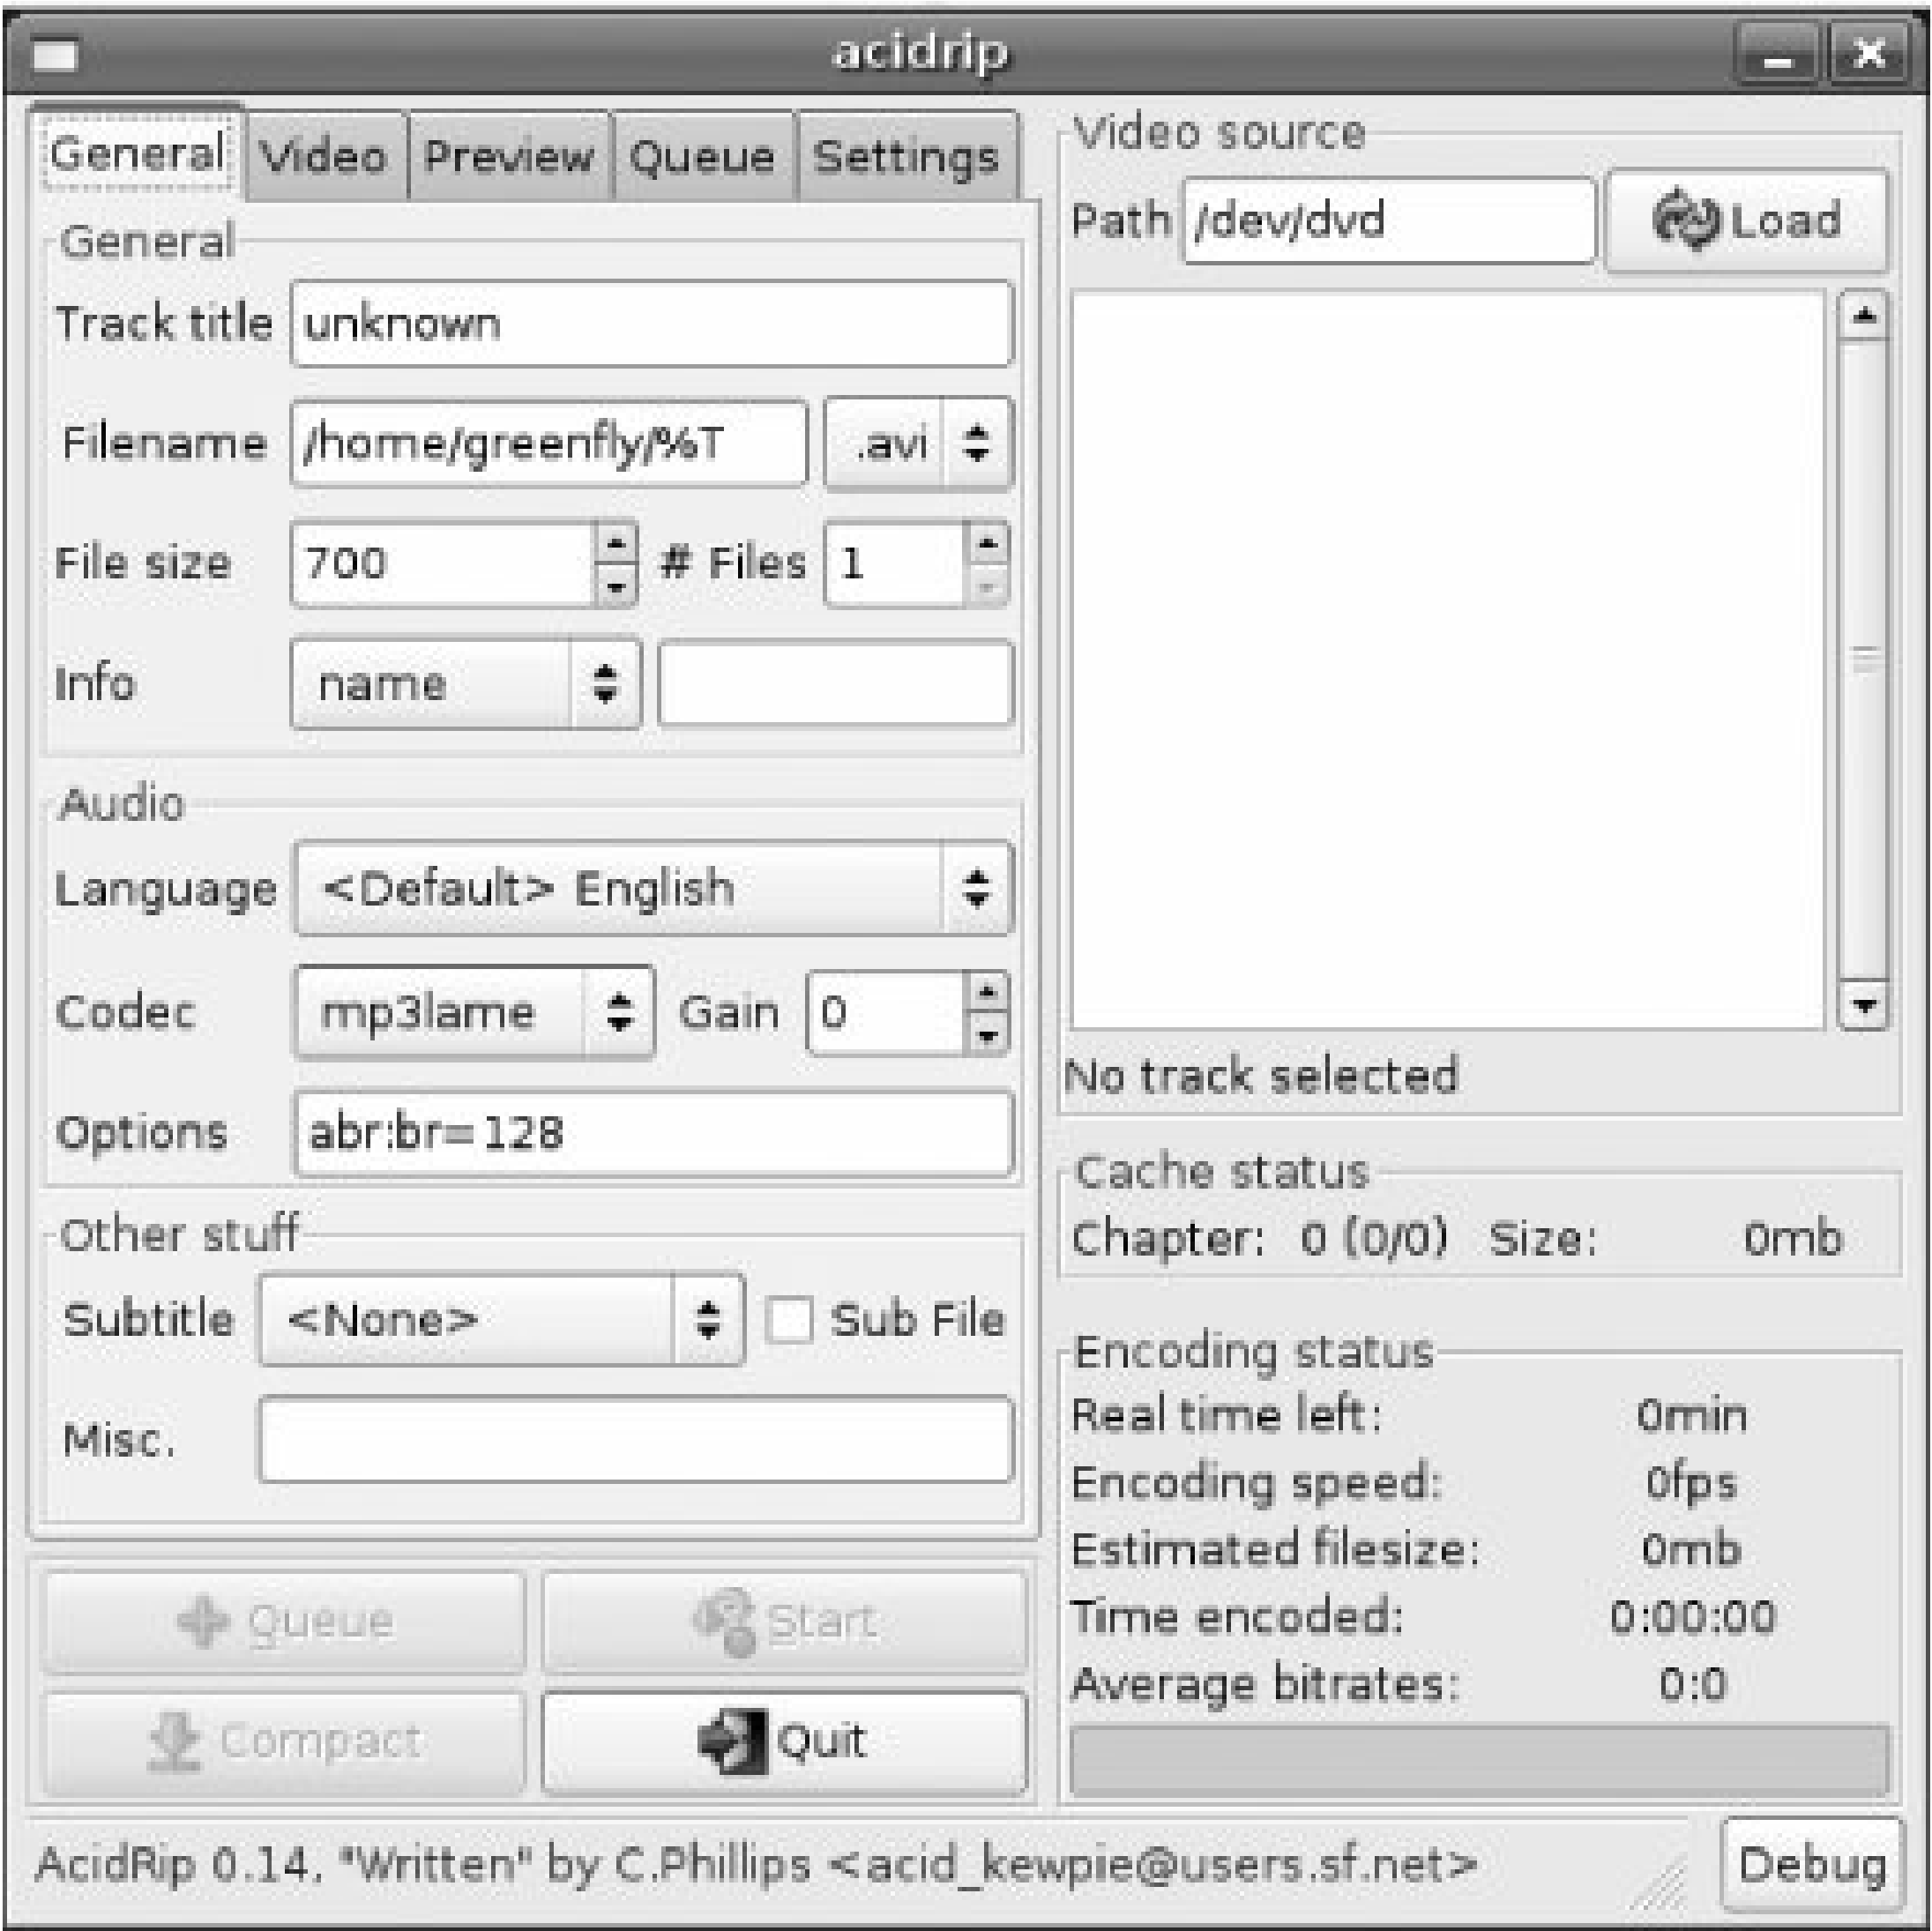 acidrip
General Video Preview Queue Settings
General
Track title unknown
Filename /home/greenfly/%T .avi
File size 700 # Files 1
Info name
Audio
Language <Default> English
Codec mp3lame Gain 0
Options abr:br=128
Other stuff
Subtitle <None> Sub File
Misc.
Queue Start
Compact Quit
Video source
Path /dev/dvd Load
No track selected
Cache status
Chapter: 0 (0/0) Size: 0mb
Encoding status
Real time left: 0min
Encoding speed: 0fps
Estimated filesize: 0mb
Time encoded: 0:00:00
Average bitrates: 0:0
AcidRip 0.14, "Written" by C.Phillips <acid_kewpie@users.sf.net> Debug